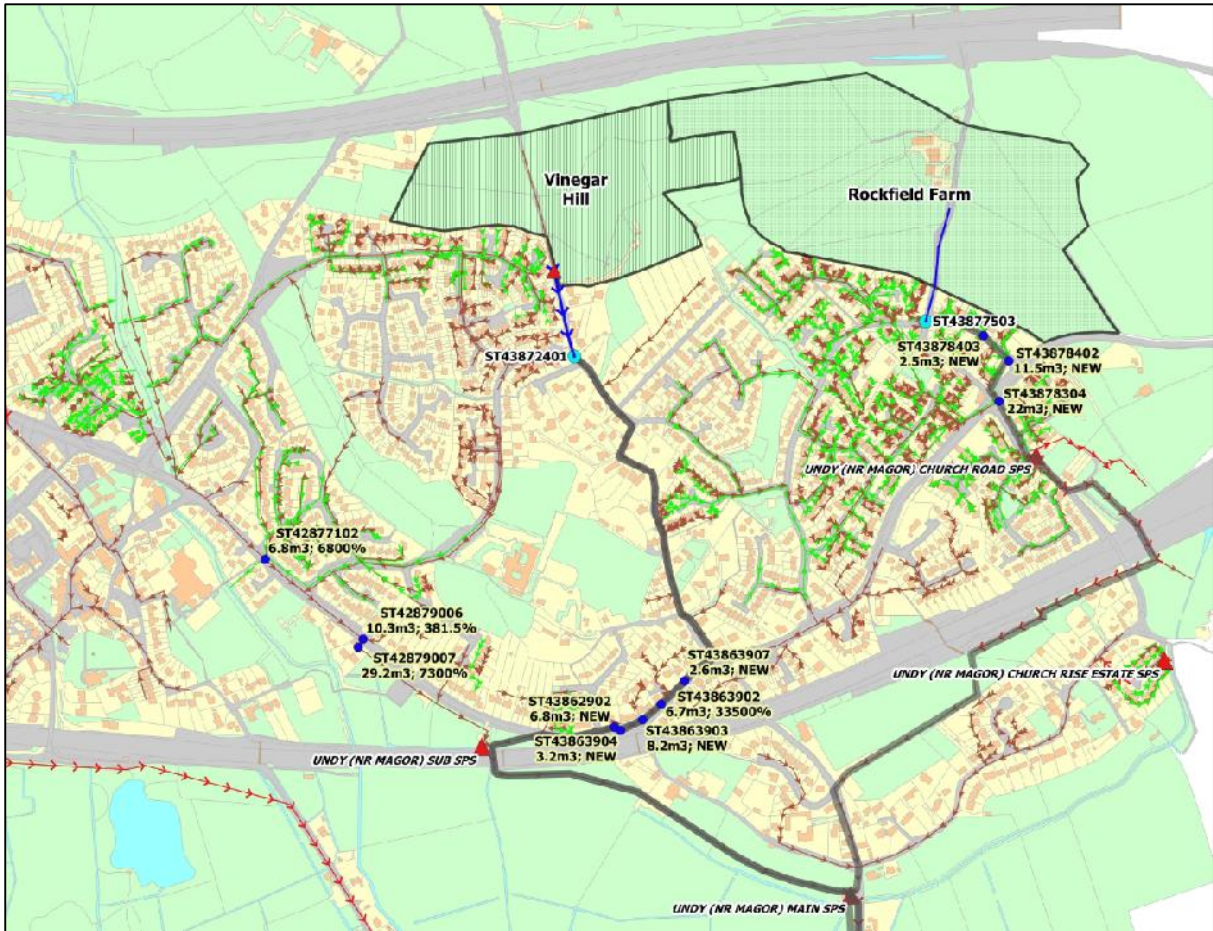 Vinegar
Hill
Rockfield Farm
ST43877503
ST43878403
2.5m3; NEW
ST43878402
11.5m3; NEW
ST43872401
ST43878304
22m3; NEW
UNDY (NR MAGOR) CHURCH ROAD SPS
ST42877102
6.8m3; 6800%
ST42879006
10.3m3; 381.5%
ST42879007
29.2m3; 7300%
ST43863907
2.6m3; NEW
UNDY (NR MAGOR) CHURCH RISE ESTATE SPS
ST43862902
6.8m3; NEW
ST43863902
6.7m3; 33500%
ST43863904
3.2m3; NEW
ST43863903
8.2m3; NEW
UNDY (NR MAGOR) SUB SPS
UNDY (NR MAGOR) MAIN SPS